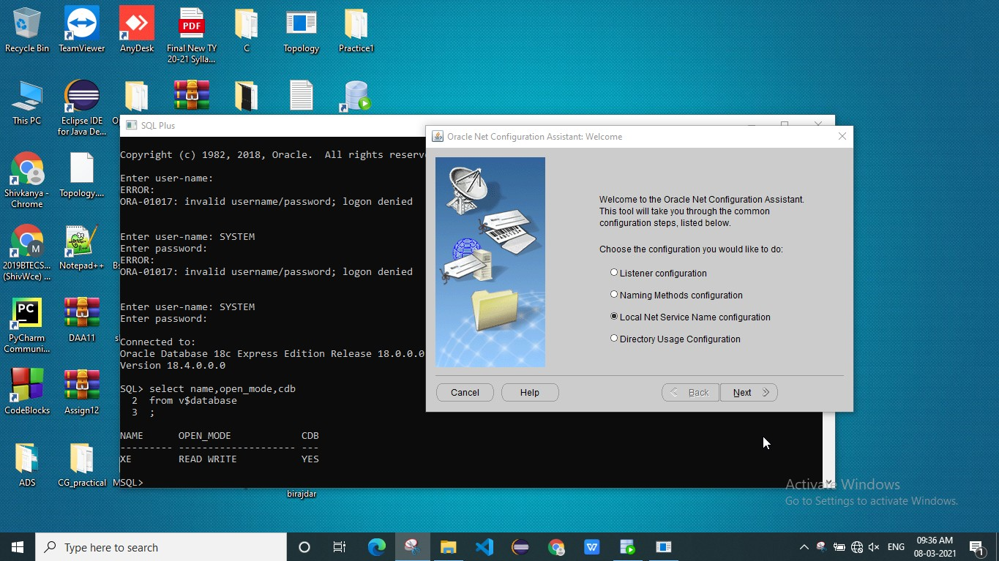 Recycle Bin
TeamViewer
AnyDesk
PDF
Final New TY
20-21 Sylla...
C
Topology
Practice1
This PC
Eclipse IDE
for Java De...
Shivkanya -
Chrome
Topology....
M
2019BTECS...
(ShivWce) ...
Notepad++
PC
PyCharm
Communi...
DAA11
CodeBlocks
Assign12
ADS
CG_practical
birajdar
SQL Plus
Copyright (c) 1982, 2018, Oracle.  All rights
Enter user-name:
ERROR:
ORA-01017: invalid username/password; logon denied
Enter user-name: SYSTEM
Enter password:
ERROR:
ORA-01017: invalid username/password; logon denied
Enter user-name: SYSTEM
Enter password:
Connected to:
Oracle Database 18c Express Edition Release 18.0.0.0
Version 18.4.0.0.0
SQL> select name,open_mode,cdb
2  from v$database
3  ;
NAME      OPEN_MODE            CDB
--------- -------------------- ---
XE        READ WRITE           YES
SQL>
Oracle Net Configuration Assistant: Welcome
Welcome to the Oracle Net Configuration Assistant.
This tool will take you through the common
configuration steps, listed below.
Choose the configuration you would like to do:
Listener configuration
Naming Methods configuration
Local Net Service Name configuration
Directory Usage Configuration
Cancel
Help
Back
Next
Activate Windows
Go to Settings to activate Windows.
Type here to search
ENG
09:36 AM
08-03-2021
1